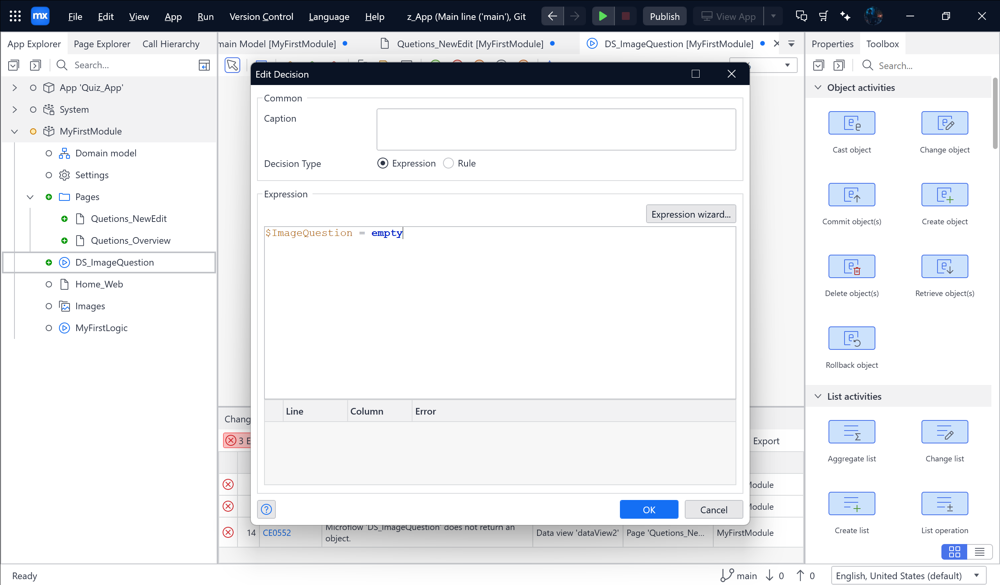 mx
File Edit View App Run Version Control Language Help z_App (Main line ('main'), Git Publish View App
App Explorer Page Explorer Call Hierarchy
main Model [MyFirstModule] Quetions_NewEdit [MyFirstModule] DS_ImageQuestion [MyFirstModule]
Properties Toolbox
Search...
Search...
App 'Quiz_App'
System
MyFirstModule
Domain model
Settings
Pages
Quetions_NewEdit
Quetions_Overview
DS_ImageQuestion
Home_Web
Images
MyFirstLogic
Edit Decision
Common
Caption
Decision Type Expression Rule
Expression
Expression wizard...
$ImageQuestion = empty
Line Column Error
OK Cancel
Chang
3 E
Export
Module
Module
14 CE0552 Microflow 'DS_ImageQuestion' does not return an
object.
Data view 'dataView2' Page 'Quetions_Ne... MyFirstModule
Object activities
Cast object Change object
Commit object(s) Create object
Delete object(s) Retrieve object(s)
Rollback object
List activities
Aggregate list Change list
Create list List operation
Ready
main 0 0 English, United States (default)